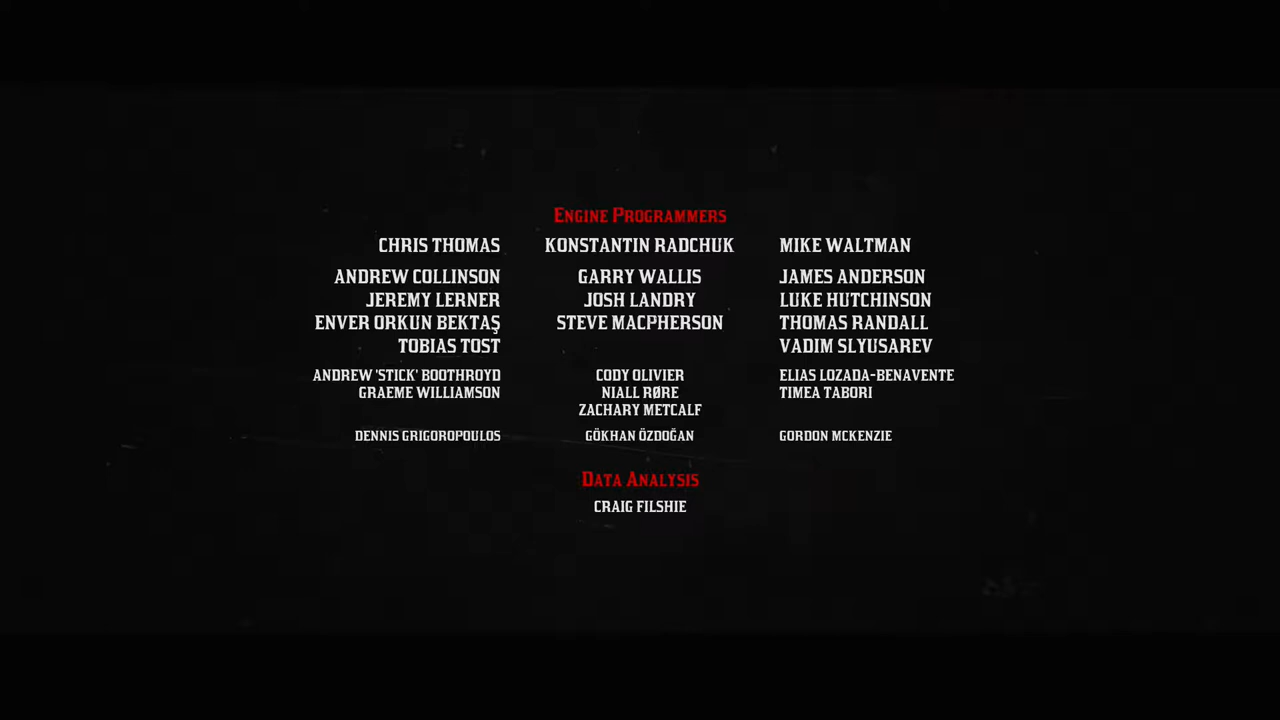 Engine Programmers
CHRIS THOMAS KONSTANTIN RADCHUK MIKE WALTMAN
ANDREW COLLINSON GARRY WALLIS JAMES ANDERSON
JEREMY LERNER JOSH LANDRY LUKE HUTCHINSON
ENVER ORKUN BEKTAŞ STEVE MACPHERSON THOMAS RANDALL
TOBIAS TOST VADIM SLYUSAREV
ANDREW 'STICK' BOOTHROYD CODY OLIVIER ELIAS LOZADA-BENAVENTE
GRAEME WILLIAMSON NIALL RØRE TIMEA TABORI
ZACHARY METCALF
DENNIS GRIGOROPOULOS GÖKHAN ÖZDOĞAN GORDON MCKENZIE
Data Analysis
CRAIG FILSHIE